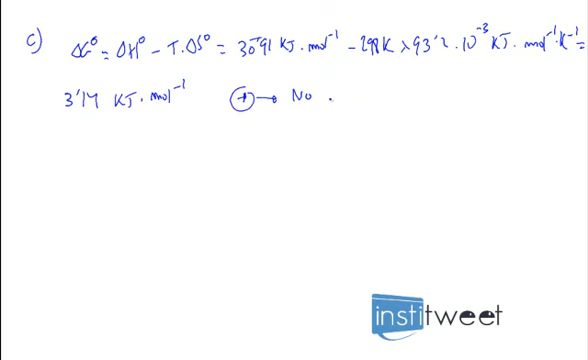 c) ΔG° = ΔH° - T·ΔS° = 30'91 KJ·mol⁻¹ - 298K × 93'2·10⁻³ KJ·mol⁻¹·K⁻¹ =
3'14 KJ·mol⁻¹ ⊕ → No
institweet